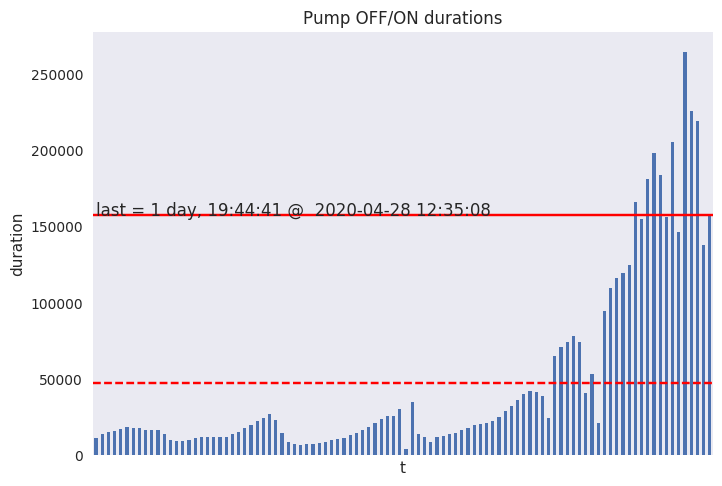 Pump OFF/ON durations
250000
200000
last = 1 day, 19:44:41 @  2020-04-28 12:35:08
150000
duration
100000
50000
0
t